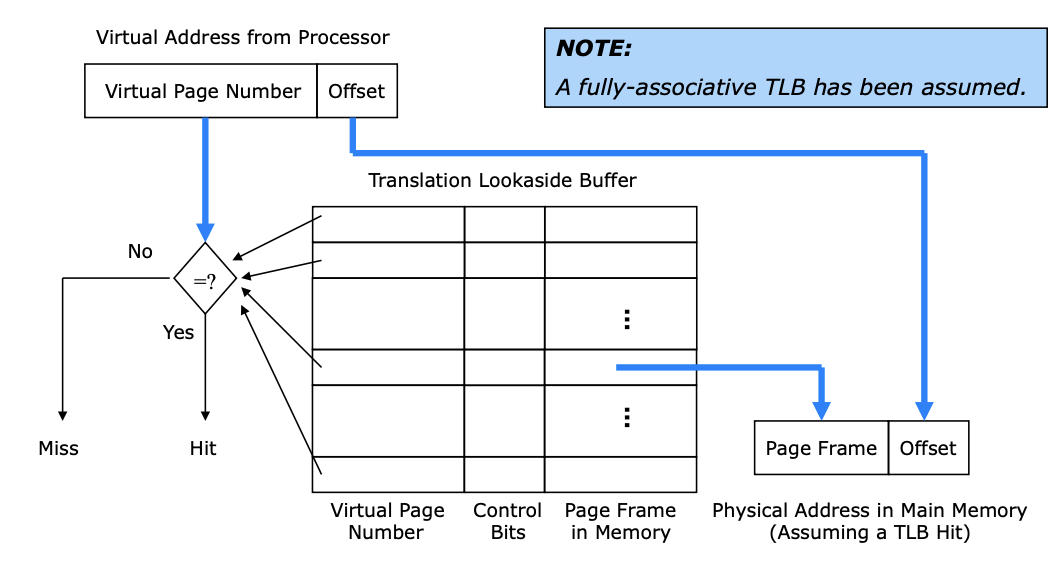 Virtual Address from Processor
NOTE:
A fully-associative TLB has been assumed.
Virtual Page Number
Offset
Translation Lookaside Buffer
No
=?
Yes
⋮
⋮
Miss
Hit
Page Frame
Offset
Virtual Page
Number
Control
Bits
Page Frame
in Memory
Physical Address in Main Memory
(Assuming a TLB Hit)